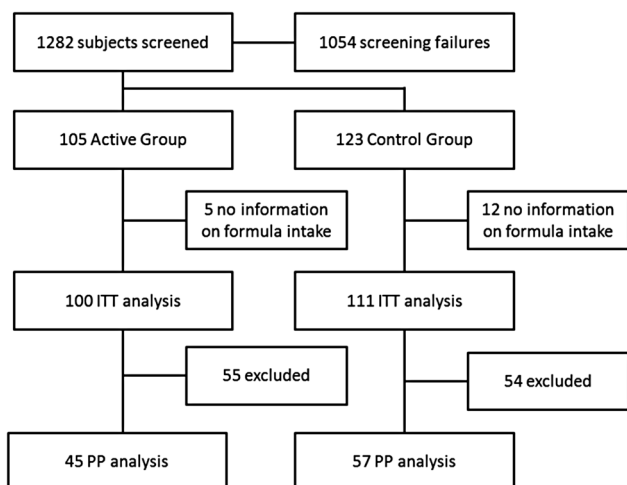 1282 subjects screened
1054 screening failures
105 Active Group
123 Control Group
5 no information
on formula intake
12 no information
on formula intake
100 ITT analysis
111 ITT analysis
55 excluded
54 excluded
45 PP analysis
57 PP analysis